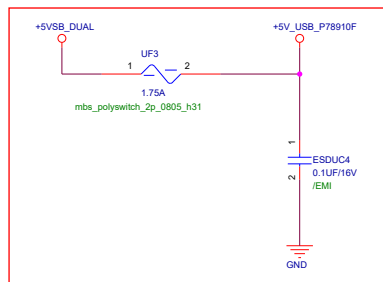 +5VSB_DUAL
+5V_USB_P78910F
UF3
1
2
1.75A
mbs_polyswitch_2p_0805_h31
1
ESDUC4
0.1UF/16V
2
/EMI
GND